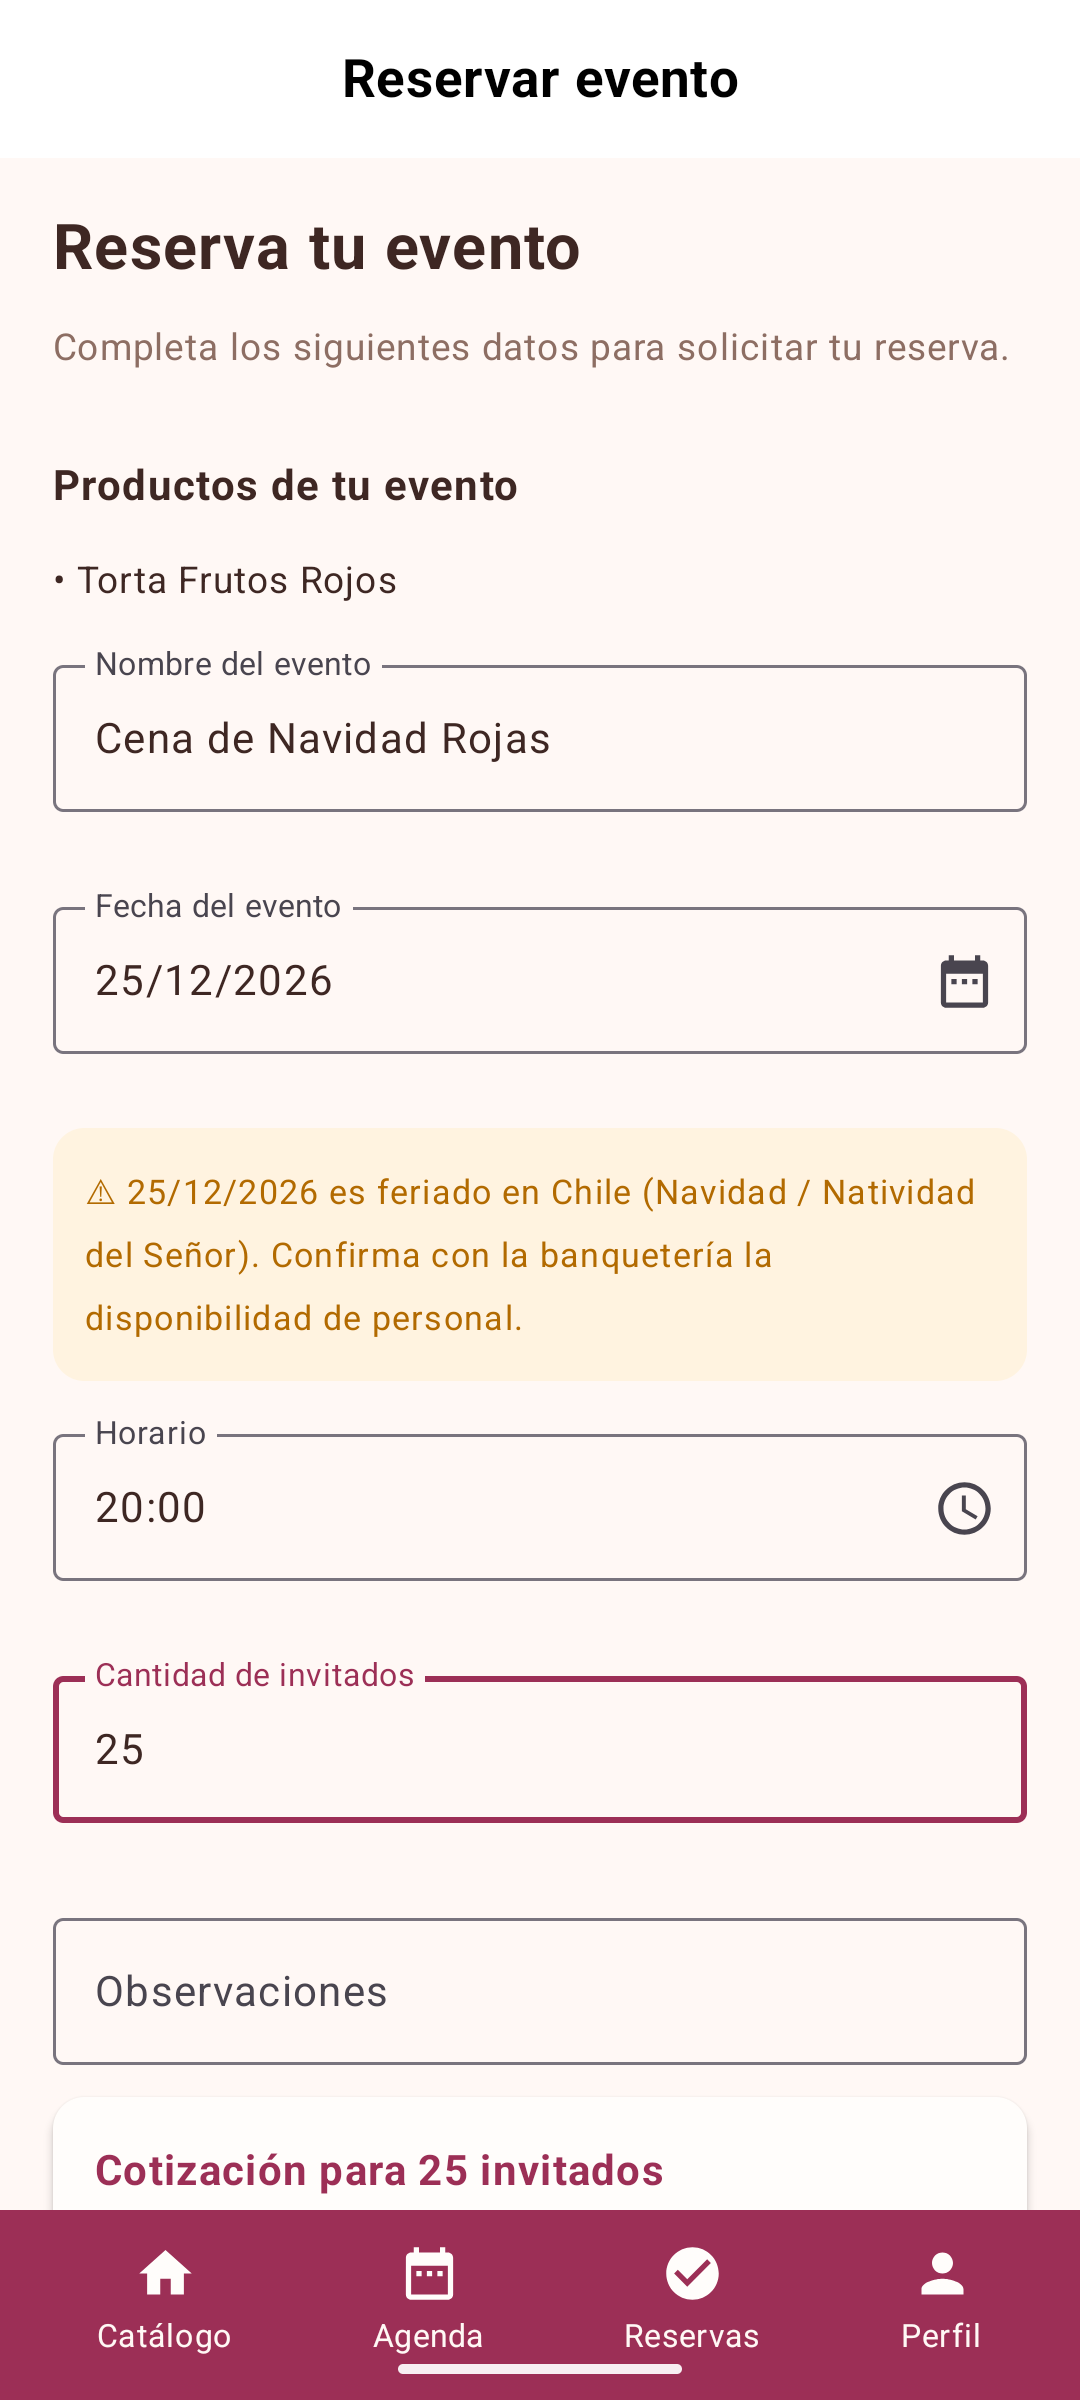 Reservar evento
Reserva tu evento
Completa los siguientes datos para solicitar tu reserva.
Productos de tu evento
• Torta Frutos Rojos
Nombre del evento
Cena de Navidad Rojas
Fecha del evento
25/12/2026
⚠ 25/12/2026 es feriado en Chile (Navidad / Natividad
del Señor). Confirma con la banquetería la
disponibilidad de personal.
Horario
20:00
Cantidad de invitados
25
Observaciones
Cotización para 25 invitados
Catálogo
Agenda
Reservas
Perfil